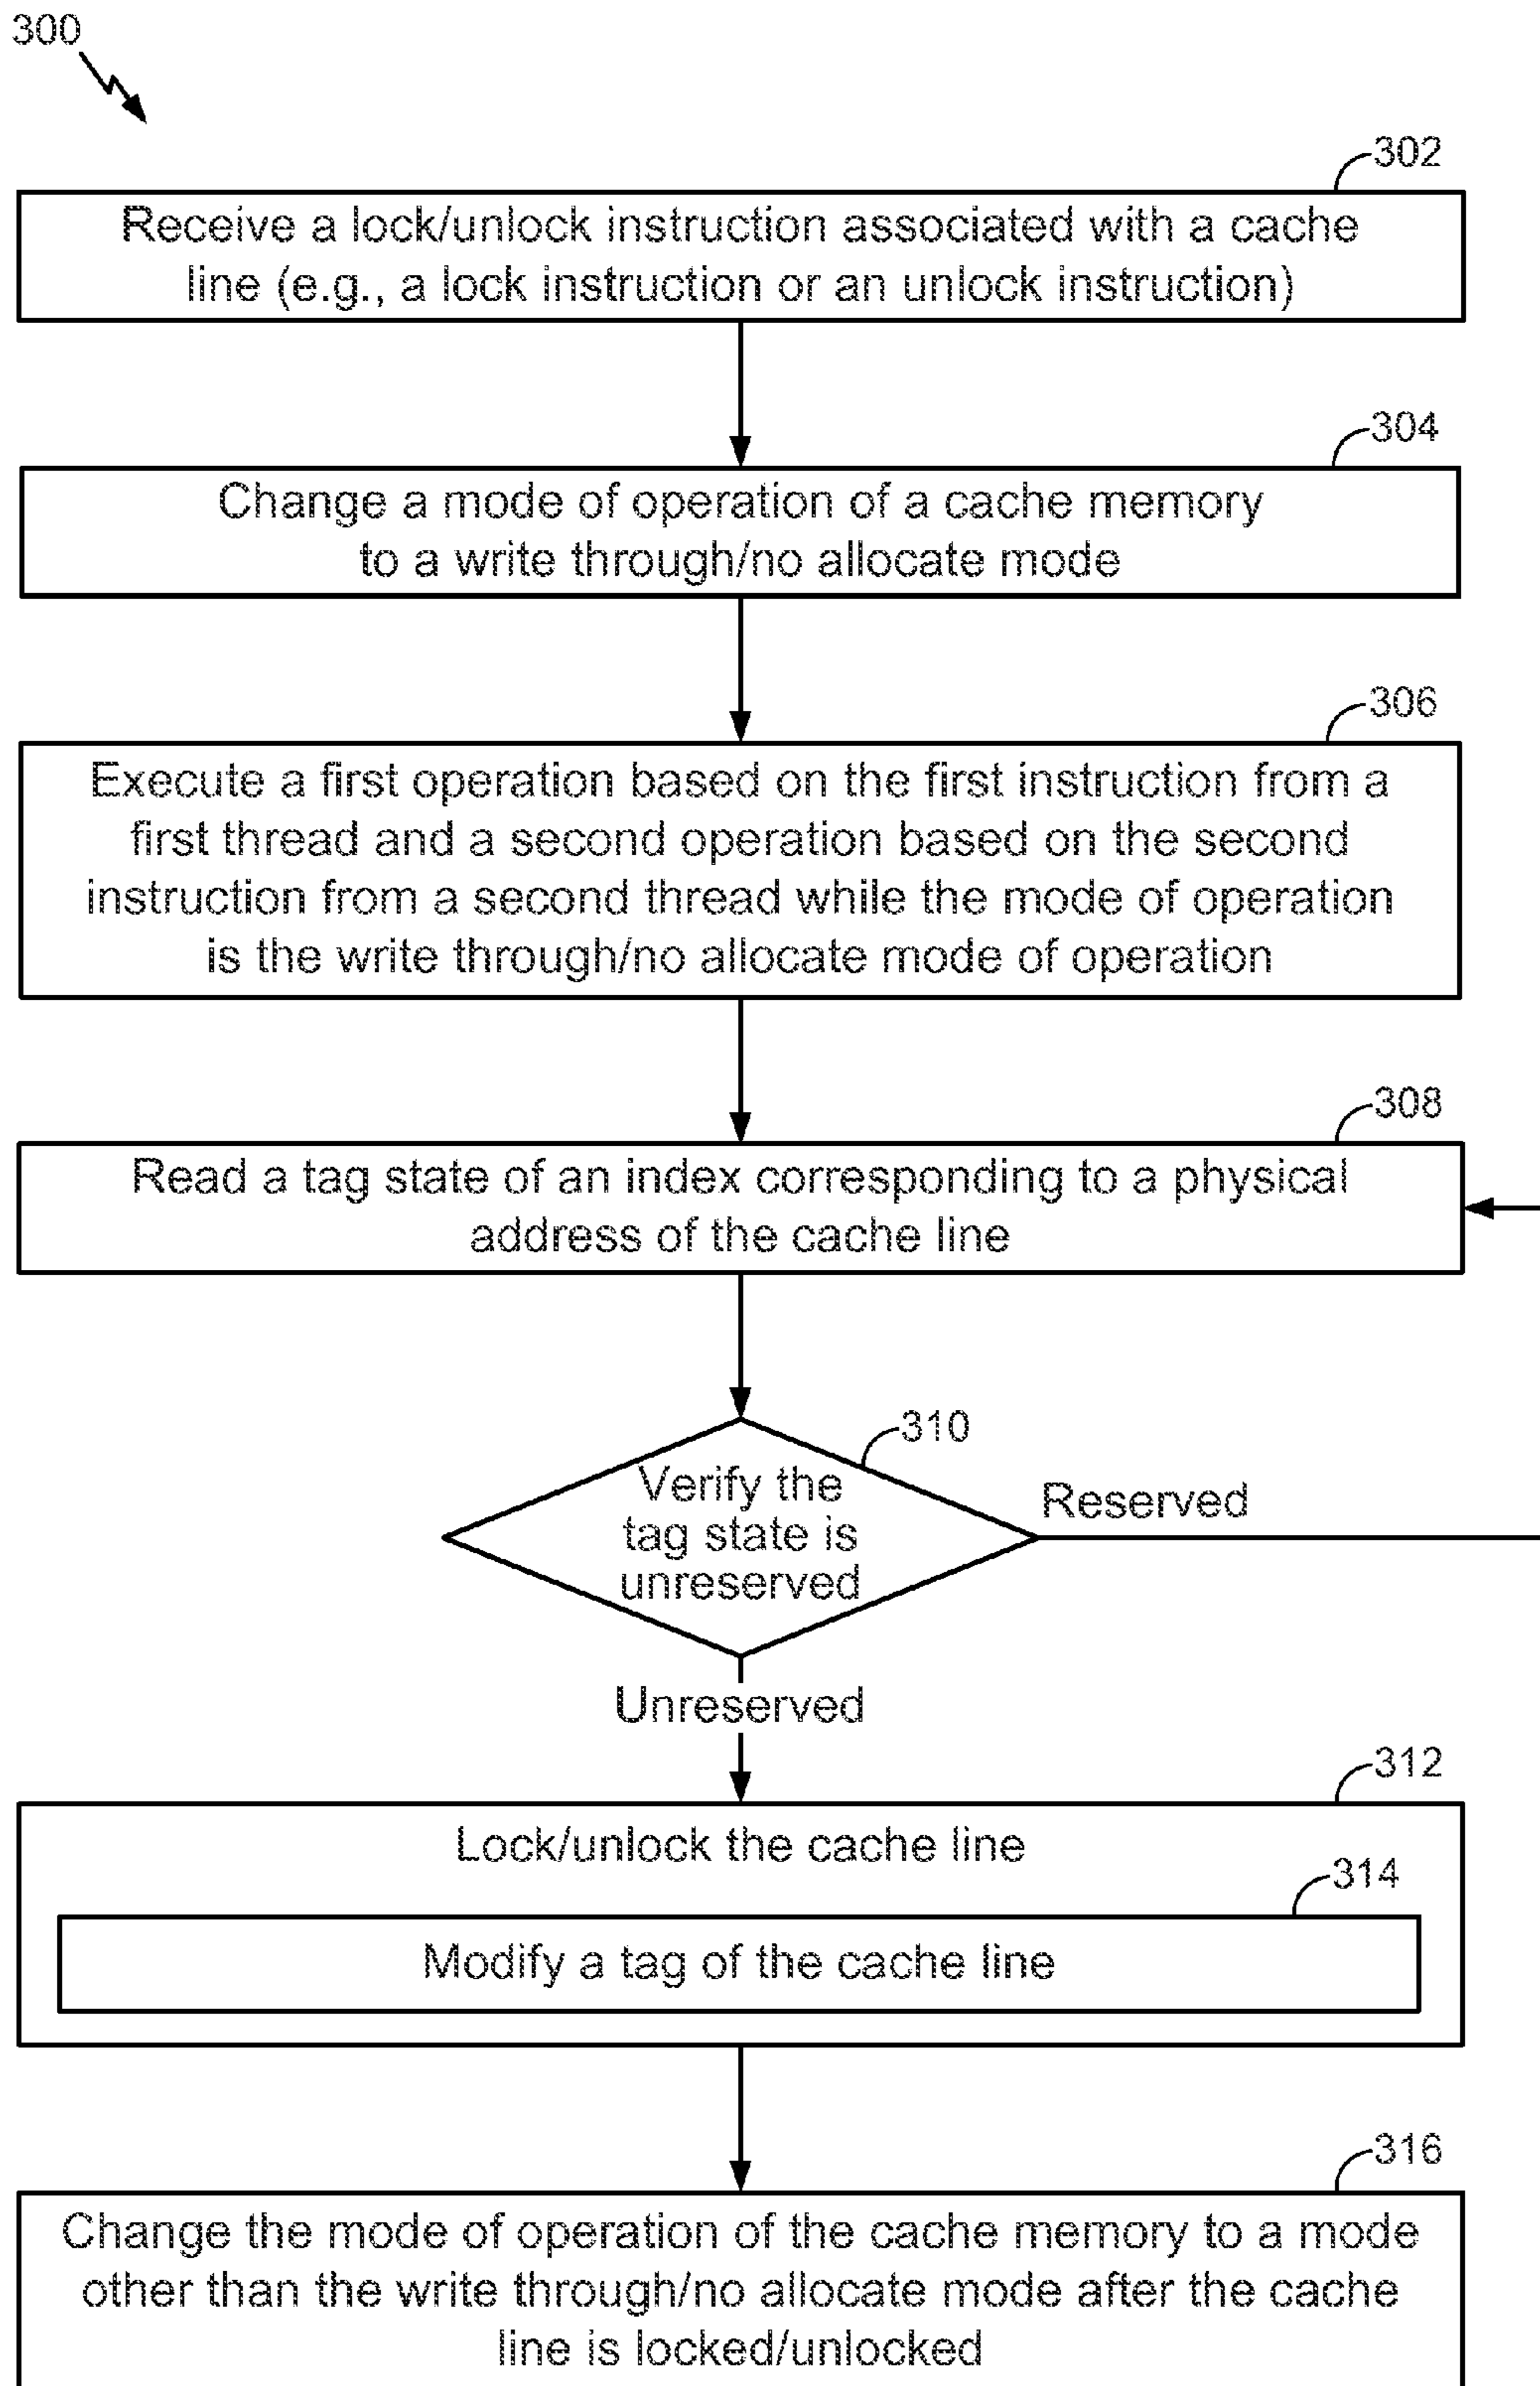 300
302
Receive a lock/unlock instruction associated with a cache
line (e.g., a lock instruction or an unlock instruction)
304
Change a mode of operation of a cache memory
to a write through/no allocate mode
306
Execute a first operation based on the first instruction from a
first thread and a second operation based on the second
instruction from a second thread while the mode of operation
is the write through/no allocate mode of operation
308
Read a tag state of an index corresponding to a physical
address of the cache line
310
Verify the
tag state is
unreserved
Reserved
Unreserved
312
Lock/unlock the cache line
314
Modify a tag of the cache line
316
Change the mode of operation of the cache memory to a mode
other than the write through/no allocate mode after the cache
line is locked/unlocked